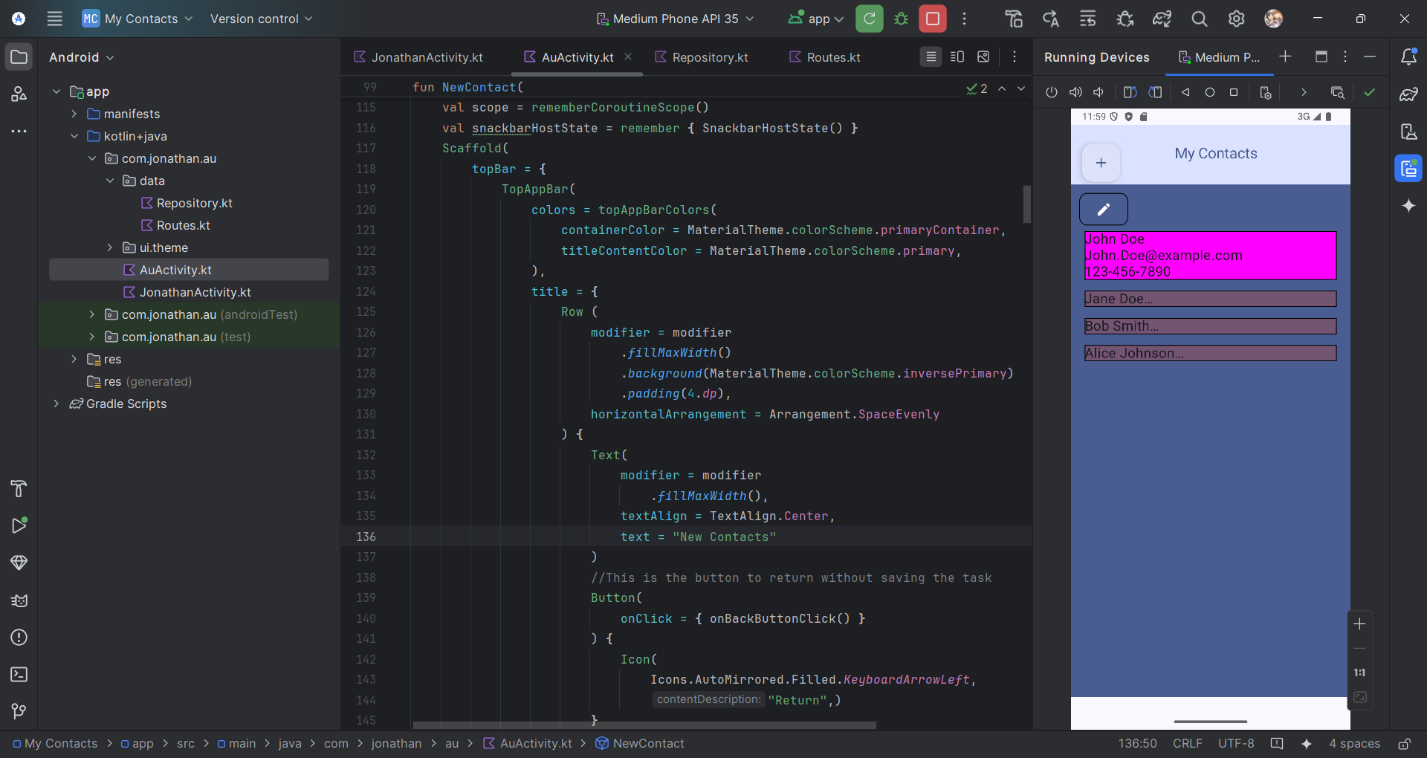 MC My Contacts Version control Medium Phone API 35 app
Android
app
manifests
kotlin+java
com.jonathan.au
data
Repository.kt
Routes.kt
ui.theme
AuActivity.kt
JonathanActivity.kt
com.jonathan.au (androidTest)
com.jonathan.au (test)
res
res (generated)
Gradle Scripts
JonathanActivity.kt AuActivity.kt Repository.kt Routes.kt
99 fun NewContact( 2
115 val scope = rememberCoroutineScope()
116 val snackbarHostState = remember { SnackbarHostState() }
117 Scaffold(
118 topBar = {
119 TopAppBar(
120 colors = topAppBarColors(
121 containerColor = MaterialTheme.colorScheme.primaryContainer,
122 titleContentColor = MaterialTheme.colorScheme.primary,
123 ),
124 title = {
125 Row (
126 modifier = modifier
127 .fillMaxWidth()
128 .background(MaterialTheme.colorScheme.inversePrimary)
129 .padding(4.dp),
130 horizontalArrangement = Arrangement.SpaceEvenly
131 ) {
132 Text(
133 modifier = modifier
134 .fillMaxWidth(),
135 textAlign = TextAlign.Center,
136 text = "New Contacts"
137 )
138 //This is the button to return without saving the task
139 Button(
140 onClick = { onBackButtonClick() }
141 ) {
142 Icon(
143 Icons.AutoMirrored.Filled.KeyboardArrowLeft,
144 contentDescription: "Return",)
145 }
Running Devices Medium P...
11:59 3G
My Contacts
+
John Doe
John.Doe@example.com
123-456-7890
Jane Doe...
Bob Smith...
Alice Johnson...
1:1
My Contacts > app > src > main > java > com > jonathan > au > AuActivity.kt > NewContact 136:50 CRLF UTF-8 4 spaces